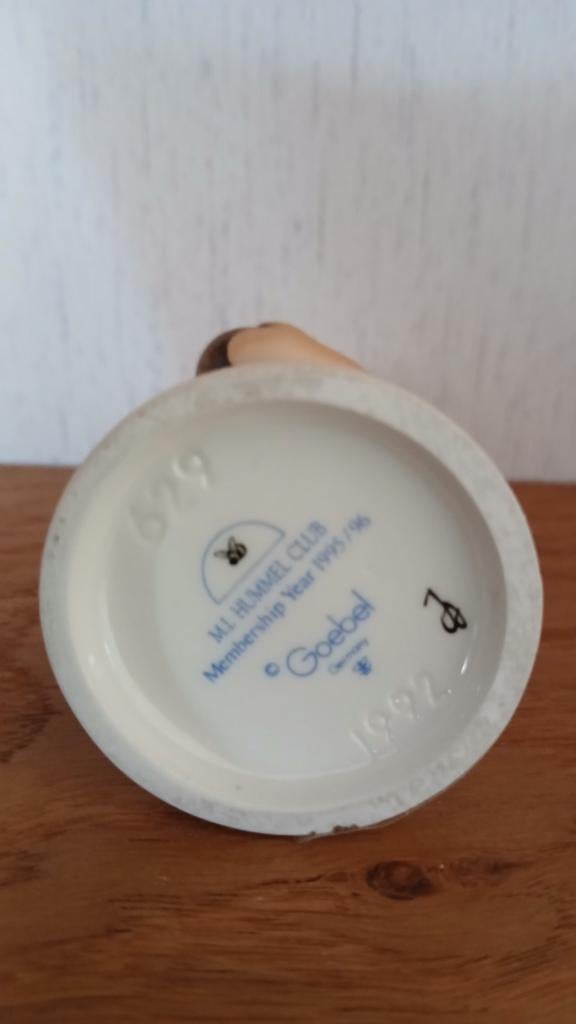 629
M.I. HUMMEL CLUB
Membership Year 1995/96
© Goebel
Germany
1992